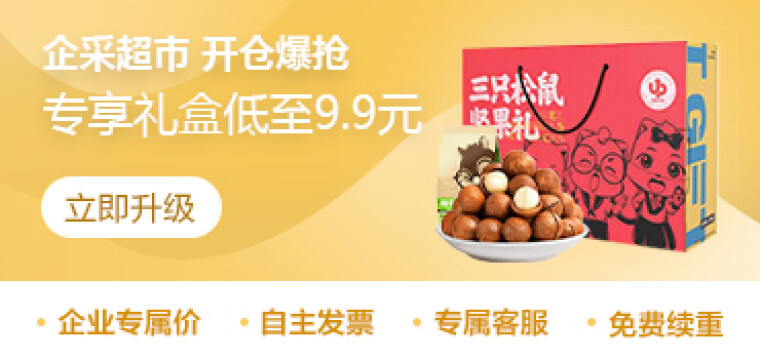 企采超市 开仓爆抢
专享礼盒低至9.9元
立即升级
三只松鼠
坚果礼
UP
• 企业专属价 • 自主发票 • 专属客服 • 免费续重